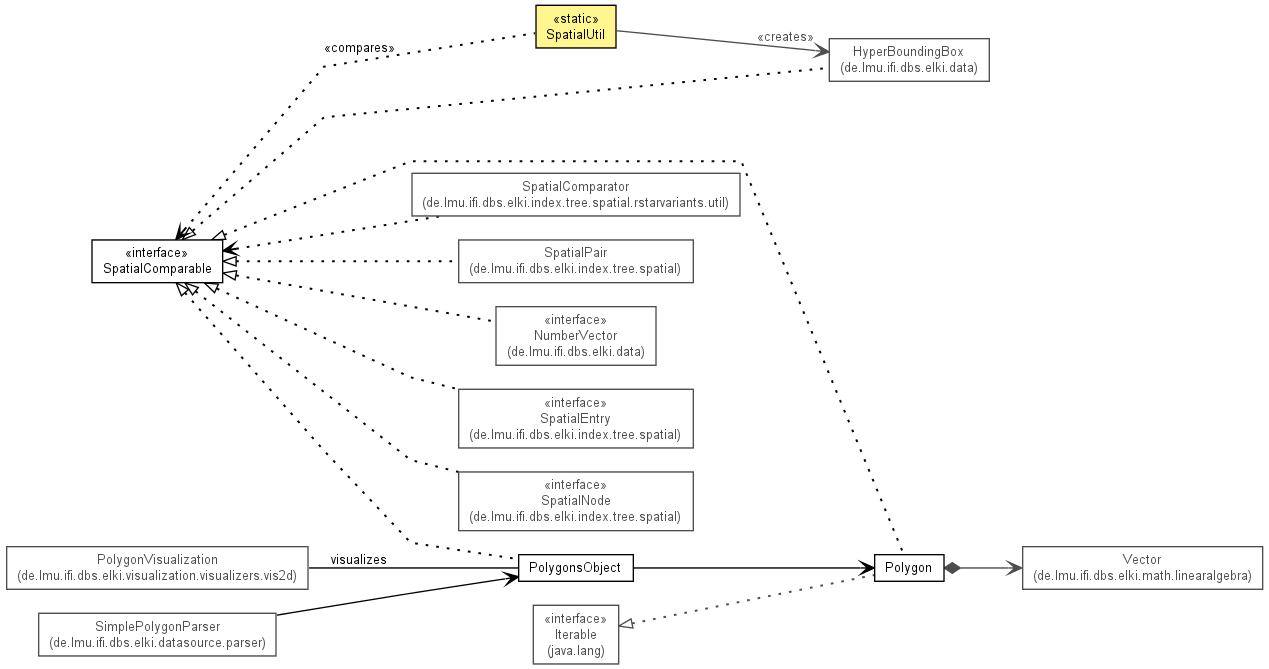 «static»
SpatialUtil
«compares»
«creates»
HyperBoundingBox
(de.lmu.ifi.dbs.elki.data)
SpatialComparator
(de.lmu.ifi.dbs.elki.index.tree.spatial.rstarvariants.util)
«interface»
SpatialComparable
SpatialPair
(de.lmu.ifi.dbs.elki.index.tree.spatial)
«interface»
NumberVector
(de.lmu.ifi.dbs.elki.data)
«interface»
SpatialEntry
(de.lmu.ifi.dbs.elki.index.tree.spatial)
«interface»
SpatialNode
(de.lmu.ifi.dbs.elki.index.tree.spatial)
PolygonVisualization
(de.lmu.ifi.dbs.elki.visualization.visualizers.vis2d)
visualizes
PolygonsObject
Polygon
Vector
(de.lmu.ifi.dbs.elki.math.linearalgebra)
SimplePolygonParser
(de.lmu.ifi.dbs.elki.datasource.parser)
«interface»
Iterable
(java.lang)